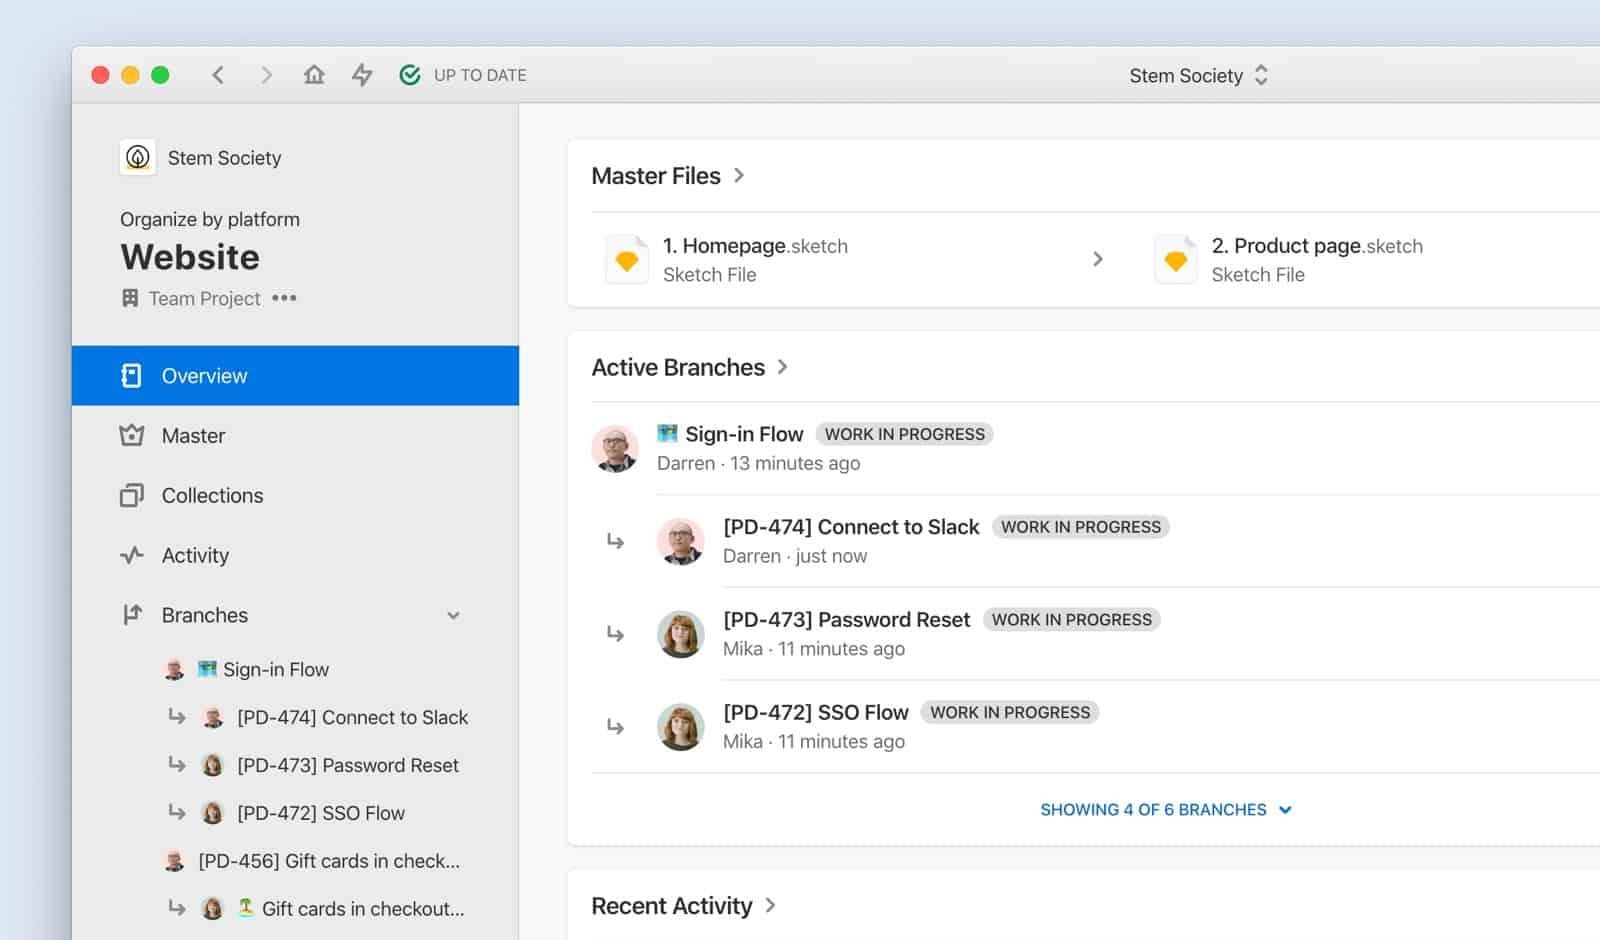 UP TO DATE
Stem Society
Stem Society
Organize by platform
Website
Team Project •••
Overview
Master
Collections
Activity
Branches
Sign-in Flow
[PD-474] Connect to Slack
[PD-473] Password Reset
[PD-472] SSO Flow
[PD-456] Gift cards in check...
Gift cards in checkout...
Master Files
1. Homepage.sketch
Sketch File
2. Product page.sketch
Sketch File
Active Branches
Sign-in Flow WORK IN PROGRESS
Darren · 13 minutes ago
[PD-474] Connect to Slack WORK IN PROGRESS
Darren · just now
[PD-473] Password Reset WORK IN PROGRESS
Mika · 11 minutes ago
[PD-472] SSO Flow WORK IN PROGRESS
Mika · 11 minutes ago
SHOWING 4 OF 6 BRANCHES
Recent Activity